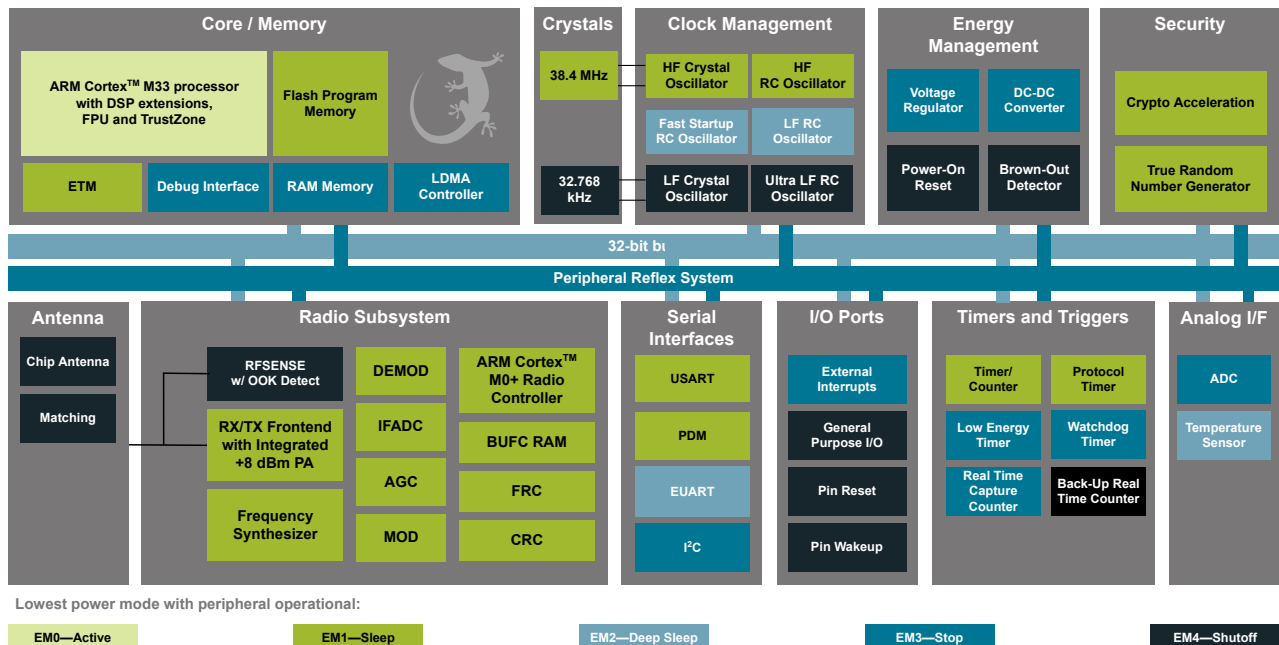 Core / Memory
ARM Cortex™ M33 processor
with DSP extensions,
FPU and TrustZone
Flash Program
Memory
ETM
Debug Interface
RAM Memory
LDMA
Controller
Crystals
38.4 MHz
32.768
kHz
Clock Management
HF Crystal
Oscillator
HF
RC Oscillator
Fast Startup
RC Oscillator
LF RC
Oscillator
LF Crystal
Oscillator
Ultra LF RC
Oscillator
Energy
Management
Voltage
Regulator
DC-DC
Converter
Power-On
Reset
Brown-Out
Detector
Security
Crypto Acceleration
True Random
Number Generator
32-bit bu
Peripheral Reflex System
Antenna
Chip Antenna
Matching
Radio Subsystem
RFSENSE
w/ OOK Detect
RX/TX Frontend
with Integrated
+8 dBm PA
Frequency
Synthesizer
DEMOD
IFADC
AGC
MOD
ARM Cortex™
M0+ Radio
Controller
BUFC RAM
FRC
CRC
Serial
Interfaces
USART
PDM
EUART
I²C
I/O Ports
External
Interrupts
General
Purpose I/O
Pin Reset
Pin Wakeup
Timers and Triggers
Timer/
Counter
Protocol
Timer
Low Energy
Timer
Watchdog
Timer
Real Time
Capture
Counter
Back-Up Real
Time Counter
Analog I/F
ADC
Temperature
Sensor
Lowest power mode with peripheral operational:
EM0—Active
EM1—Sleep
EM2—Deep Sleep
EM3—Stop
EM4—Shutoff